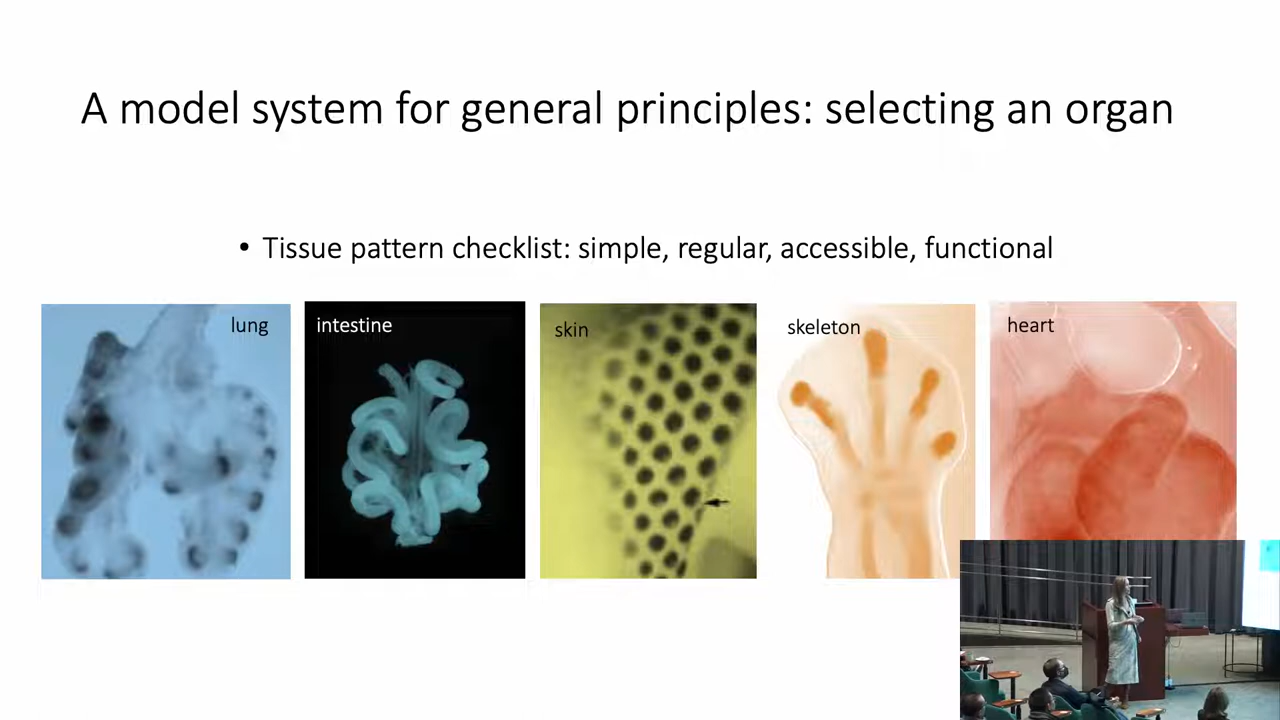 A model system for general principles: selecting an organ
• Tissue pattern checklist: simple, regular, accessible, functional
lung
intestine
skin
skeleton
heart